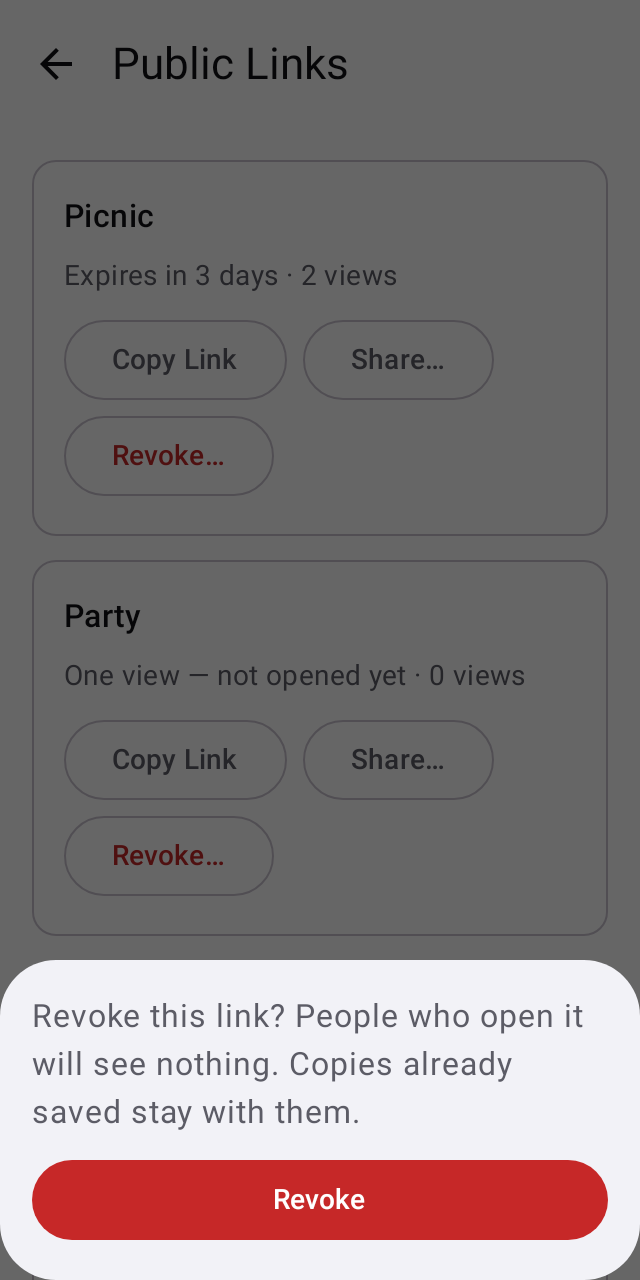 Public Links
Picnic
Expires in 3 days · 2 views
Copy Link
Share…
Revoke…
Party
One view — not opened yet · 0 views
Copy Link
Share…
Revoke…
Revoke this link? People who open it
will see nothing. Copies already
saved stay with them.
Revoke